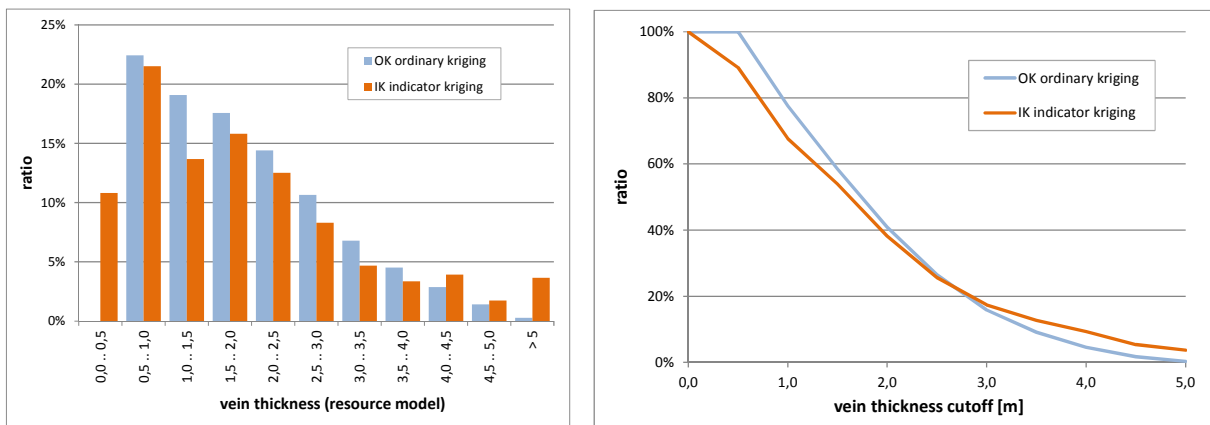 25%
20%
15%
10%
5%
0%
ratio
OK ordinary kriging
IK indicator kriging
0,0 .. 0,5
0,5 .. 1,0
1,0 .. 1,5
1,5 .. 2,0
2,0 .. 2,5
2,5 .. 3,0
3,0 .. 3,5
3,5 .. 4,0
4,0 .. 4,5
4,5 .. 5,0
> 5
vein thickness (resource model)
100%
80%
60%
40%
20%
0%
ratio
OK ordinary kriging
IK indicator kriging
0,0 1,0 2,0 3,0 4,0 5,0
vein thickness cutoff [m]